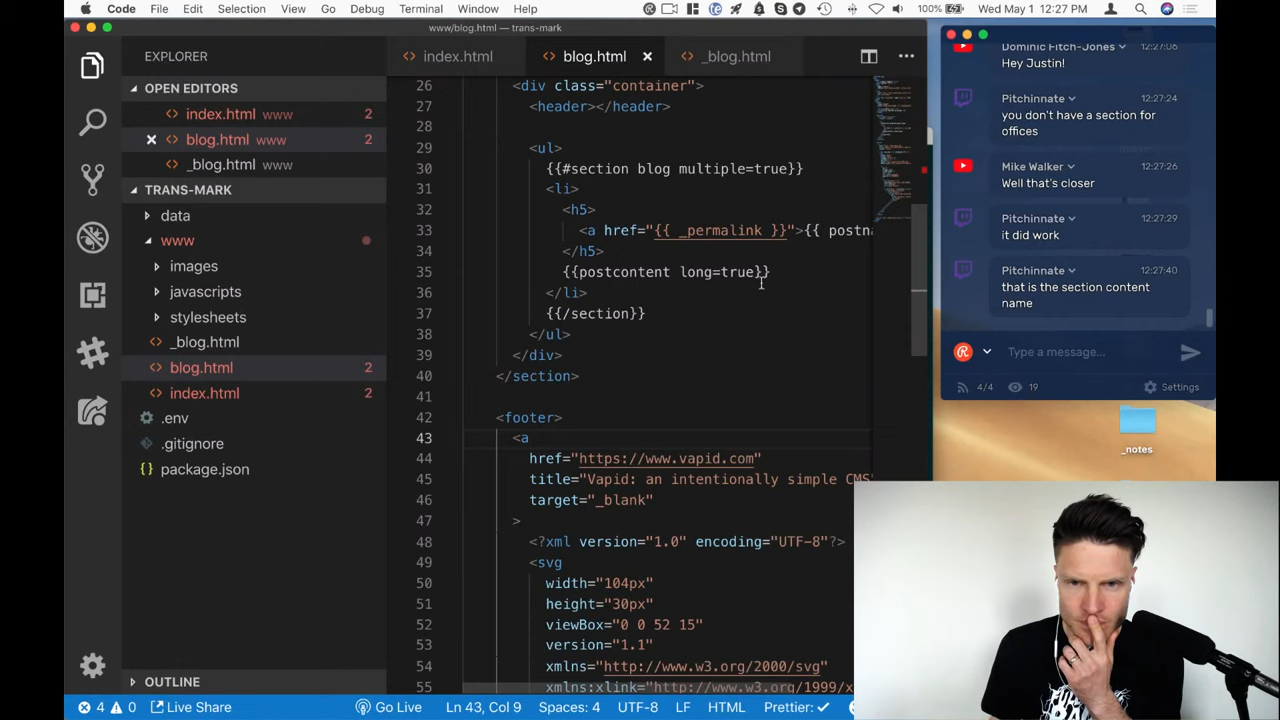 Code File Edit Selection View Go Debug Terminal Window Help 100% Wed May 1 12:27 PM
www/blog.html — trans-mark
EXPLORER
OPEN EDITORS
index.html www 2
blog.html www 2
_blog.html www
TRANS-MARK
data
www
images
javascripts
stylesheets
_blog.html
blog.html 2
index.html 2
.env
.gitignore
package.json
OUTLINE
index.html blog.html _blog.html
26 <div class="container">
27 <header></header>
28
29 <ul>
30 {{#section blog multiple=true}}
31 <li>
32 <h5>
33 <a href="{{ _permalink }}">{{ postna
34 </h5>
35 {{postcontent long=true}}
36 </li>
37 {{/section}}
38 </ul>
39 </div>
40 </section>
41
42 <footer>
43 <a
44 href="https://www.vapid.com"
45 title="Vapid: an intentionally simple CMS"
46 target="_blank"
47 >
48 <?xml version="1.0" encoding="UTF-8"?>
49 <svg
50 width="104px"
51 height="30px"
52 viewBox="0 0 52 15"
53 version="1.1"
54 xmlns="http://www.w3.org/2000/svg"
55 xmlns:xlink="http://www.w3.org/1999/x
4 0 Live Share Go Live Ln 43, Col 9 Spaces: 4 UTF-8 LF HTML Prettier: ✓
Dominic Fitch-Jones 12:27:06
Hey Justin!
Pitchinnate 12:27:24
you don't have a section for
offices
Mike Walker 12:27:26
Well that's closer
Pitchinnate 12:27:29
it did work
Pitchinnate 12:27:40
that is the section content
name
Type a message...
4/4 19 Settings
_notes